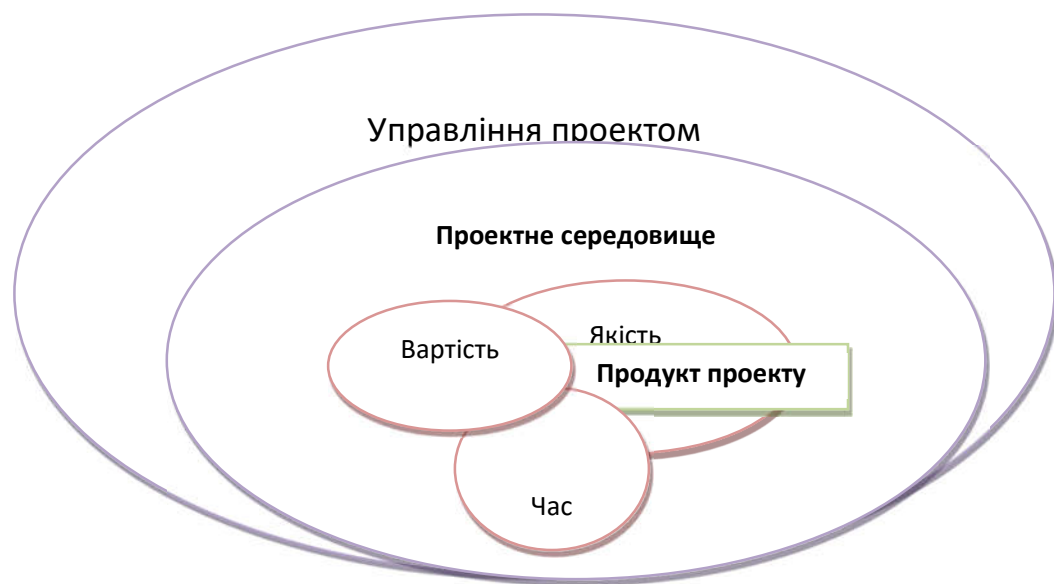 Управління проектом
Проектне середовище
Вартість
Якість
Продукт проекту
Час